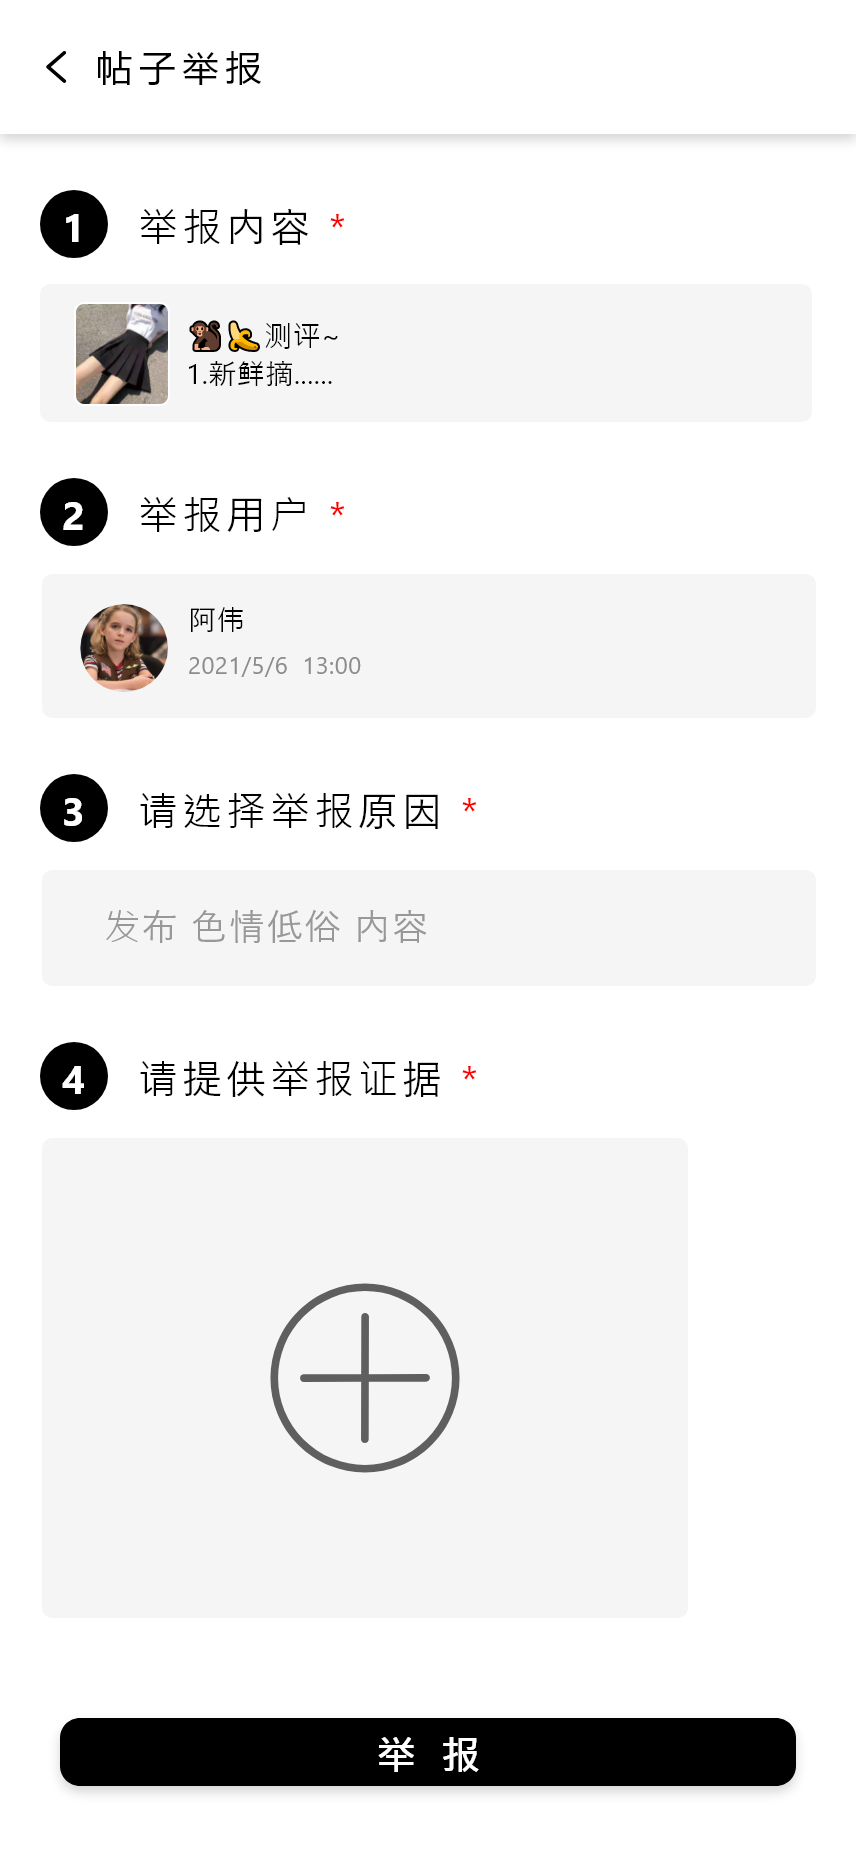 帖子举报
1 举报内容 *
🐒🍌测评~
1.新鲜摘......
2 举报用户 *
阿伟
2021/5/6 13:00
3 请选择举报原因 *
发布 色情低俗 内容
4 请提供举报证据 *
举 报